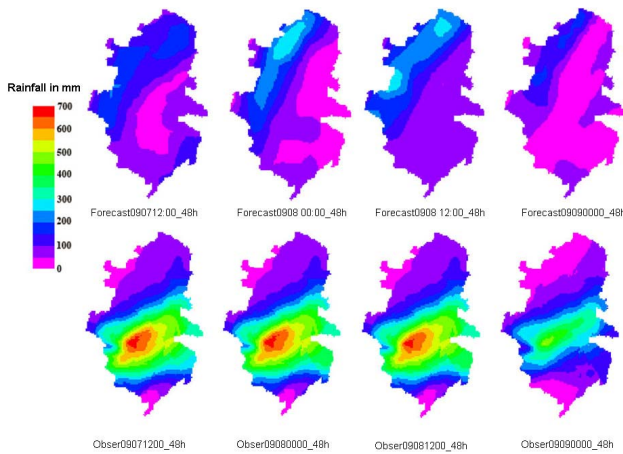 Rainfall in mm
700
600
500
400
300
200
100
0
Forecast090712:00_48h
Forecast0908 00:00_48h
Forecast0908 12:00_48h
Forecast09090000_48h
Obser09071200_48h
Obser09080000_48h
Obser09081200_48h
Obser09090000_48h